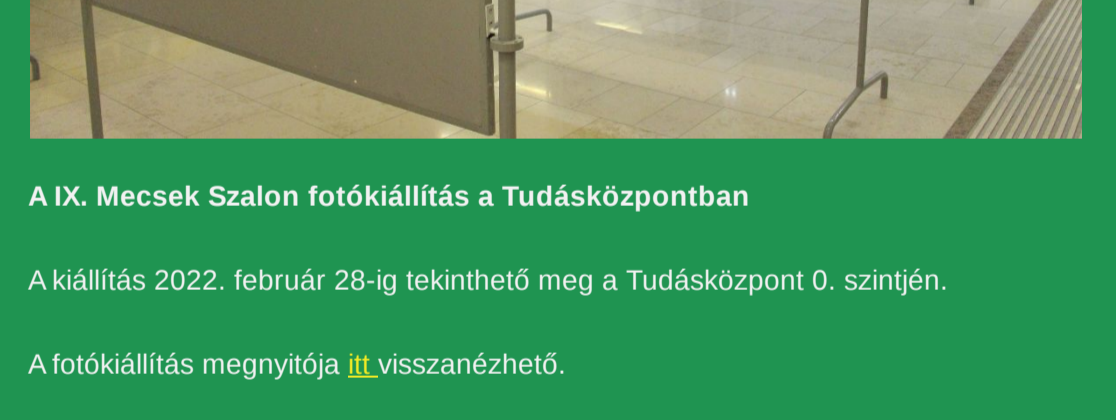 A IX. Mecsek Szalon fotókiállítás a Tudásközpontban
A kiállítás 2022. február 28-ig tekinthető meg a Tudásközpont 0. szintjén.
A fotókiállítás megnyitója itt visszanézhető.